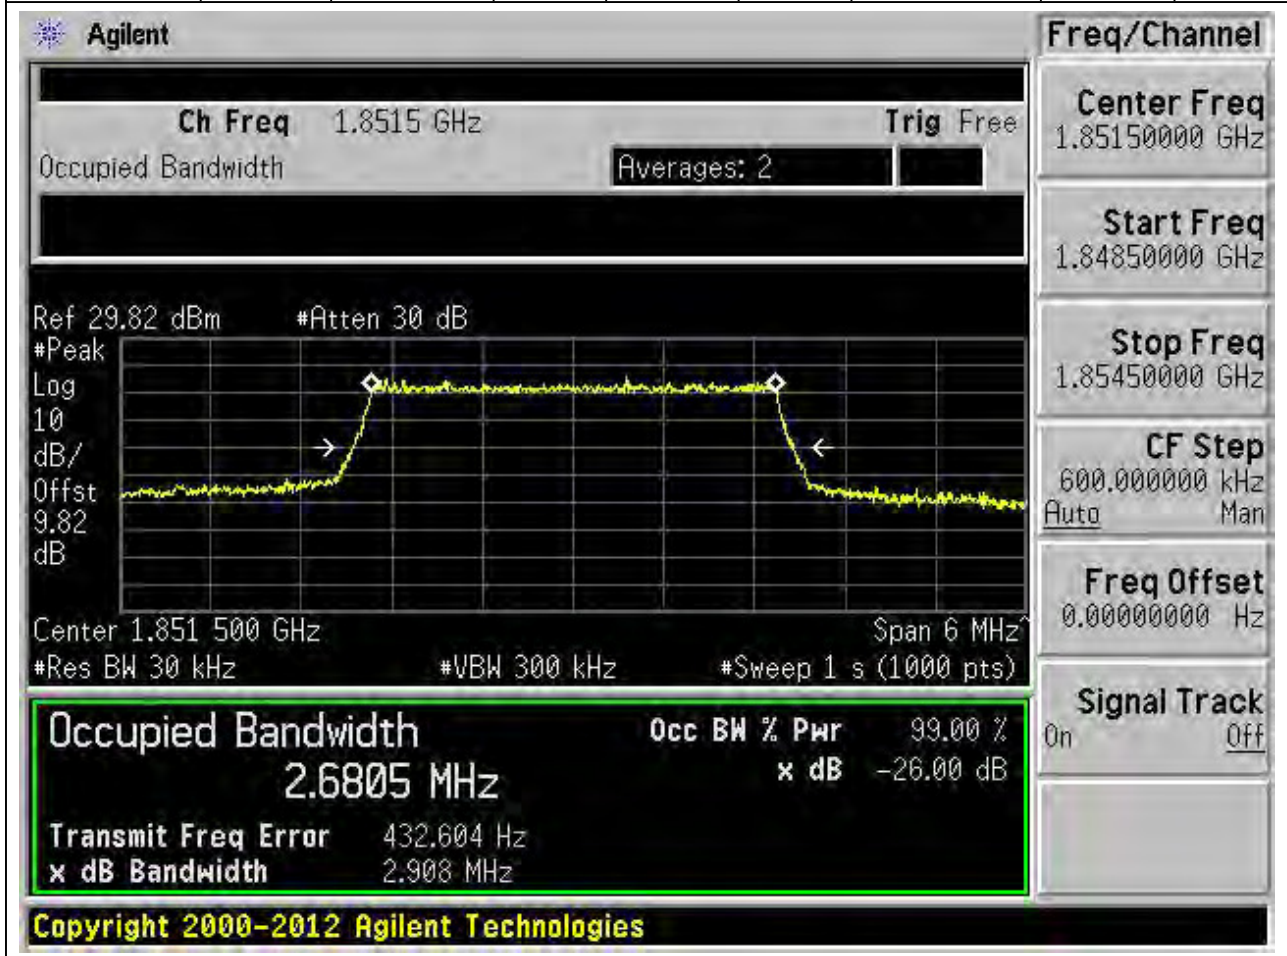 Agilent
Freq/Channel
Ch Freq 1.8515 GHz Trig Free
Occupied Bandwidth Averages: 2
Center Freq
1.85150000 GHz
Start Freq
1.84850000 GHz
Stop Freq
1.85450000 GHz
CF Step
600.000000 kHz
Auto Man
Freq Offset
0.00000000 Hz
Signal Track
On Off
Ref 29.82 dBm #Atten 30 dB
#Peak
Log
10
dB/
Offst
9.82
dB
Center 1.851 500 GHz Span 6 MHz^
#Res BW 30 kHz #VBW 300 kHz #Sweep 1 s (1000 pts)
Occupied Bandwidth Occ BW % Pwr 99.00 %
2.6805 MHz x dB -26.00 dB
Transmit Freq Error 432.604 Hz
x dB Bandwidth 2.908 MHz
Copyright 2000-2012 Agilent Technologies